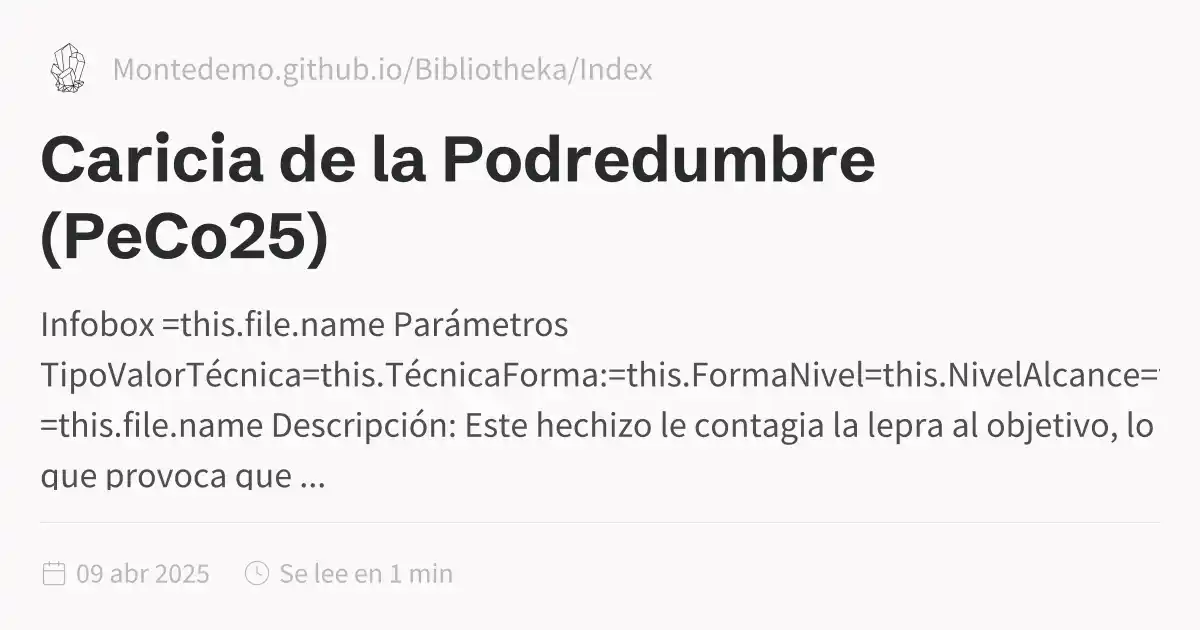 Montedemo.github.io/Bibliotheka/Index
Caricia de la Podredumbre
(PeCo25)
Infobox =this.file.name Parámetros
TipoValorTécnica=this.TécnicaForma:=this.FormaNivel=this.NivelAlcance=
=this.file.name Descripción: Este hechizo le contagia la lepra al objetivo, lo
que provoca que ...
09 abr 2025
Se lee en 1 min